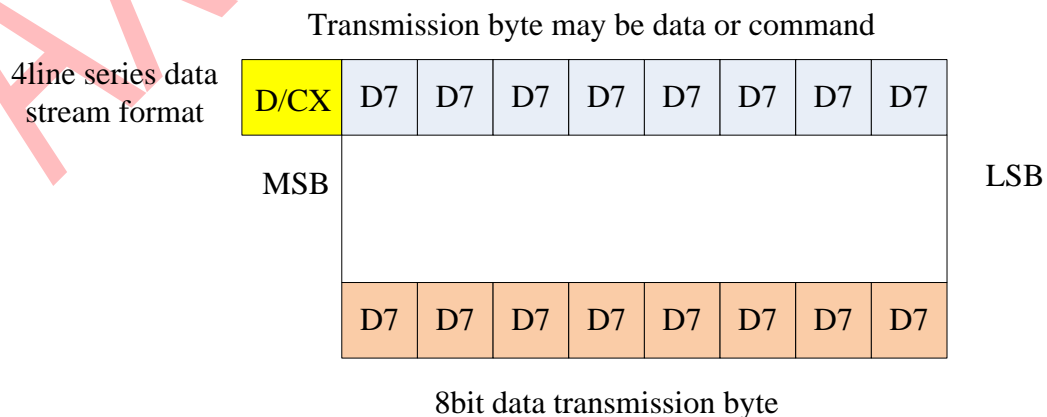 Transmission byte may be data or command
4line series data
stream format
D/CX D7 D7 D7 D7 D7 D7 D7 D7
MSB
LSB
D7 D7 D7 D7 D7 D7 D7 D7
8bit data transmission byte